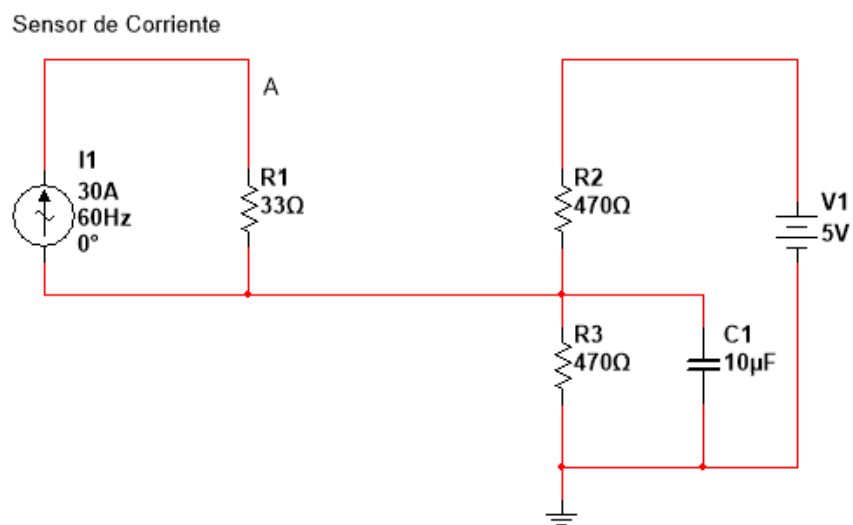 Sensor de Corriente
A
I1
30A
60Hz
0°
R1
33Ω
R2
470Ω
V1
5V
R3
470Ω
C1
10µF